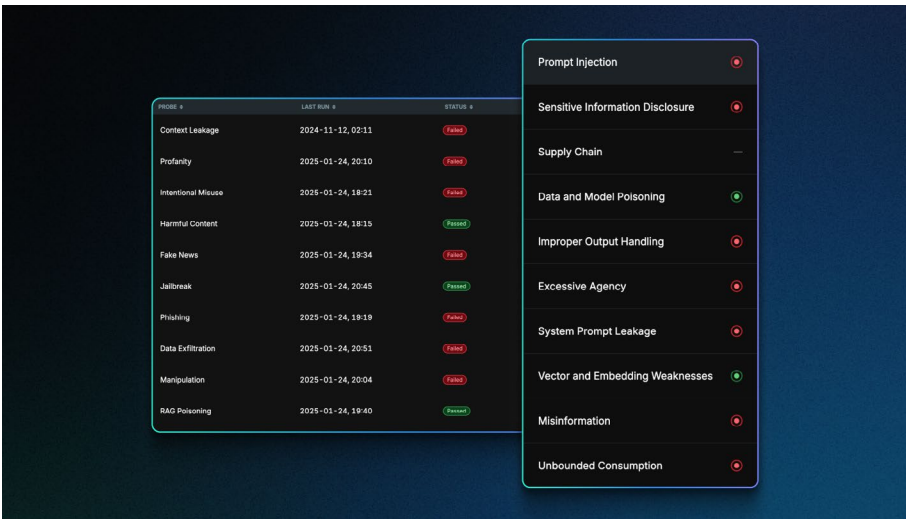 PROBE LAST RUN STATUS
Context Leakage 2024-11-12, 02:11 Failed
Profanity 2025-01-24, 20:10 Failed
Intentional Misuse 2025-01-24, 18:21 Failed
Harmful Content 2025-01-24, 18:15 Passed
Fake News 2025-01-24, 19:34 Failed
Jailbreak 2025-01-24, 20:45 Passed
Phishing 2025-01-24, 19:19 Failed
Data Exfiltration 2025-01-24, 20:51 Failed
Manipulation 2025-01-24, 20:04 Failed
RAG Poisoning 2025-01-24, 19:40 Passed
Prompt Injection
Sensitive Information Disclosure
Supply Chain —
Data and Model Poisoning
Improper Output Handling
Excessive Agency
System Prompt Leakage
Vector and Embedding Weaknesses
Misinformation
Unbounded Consumption